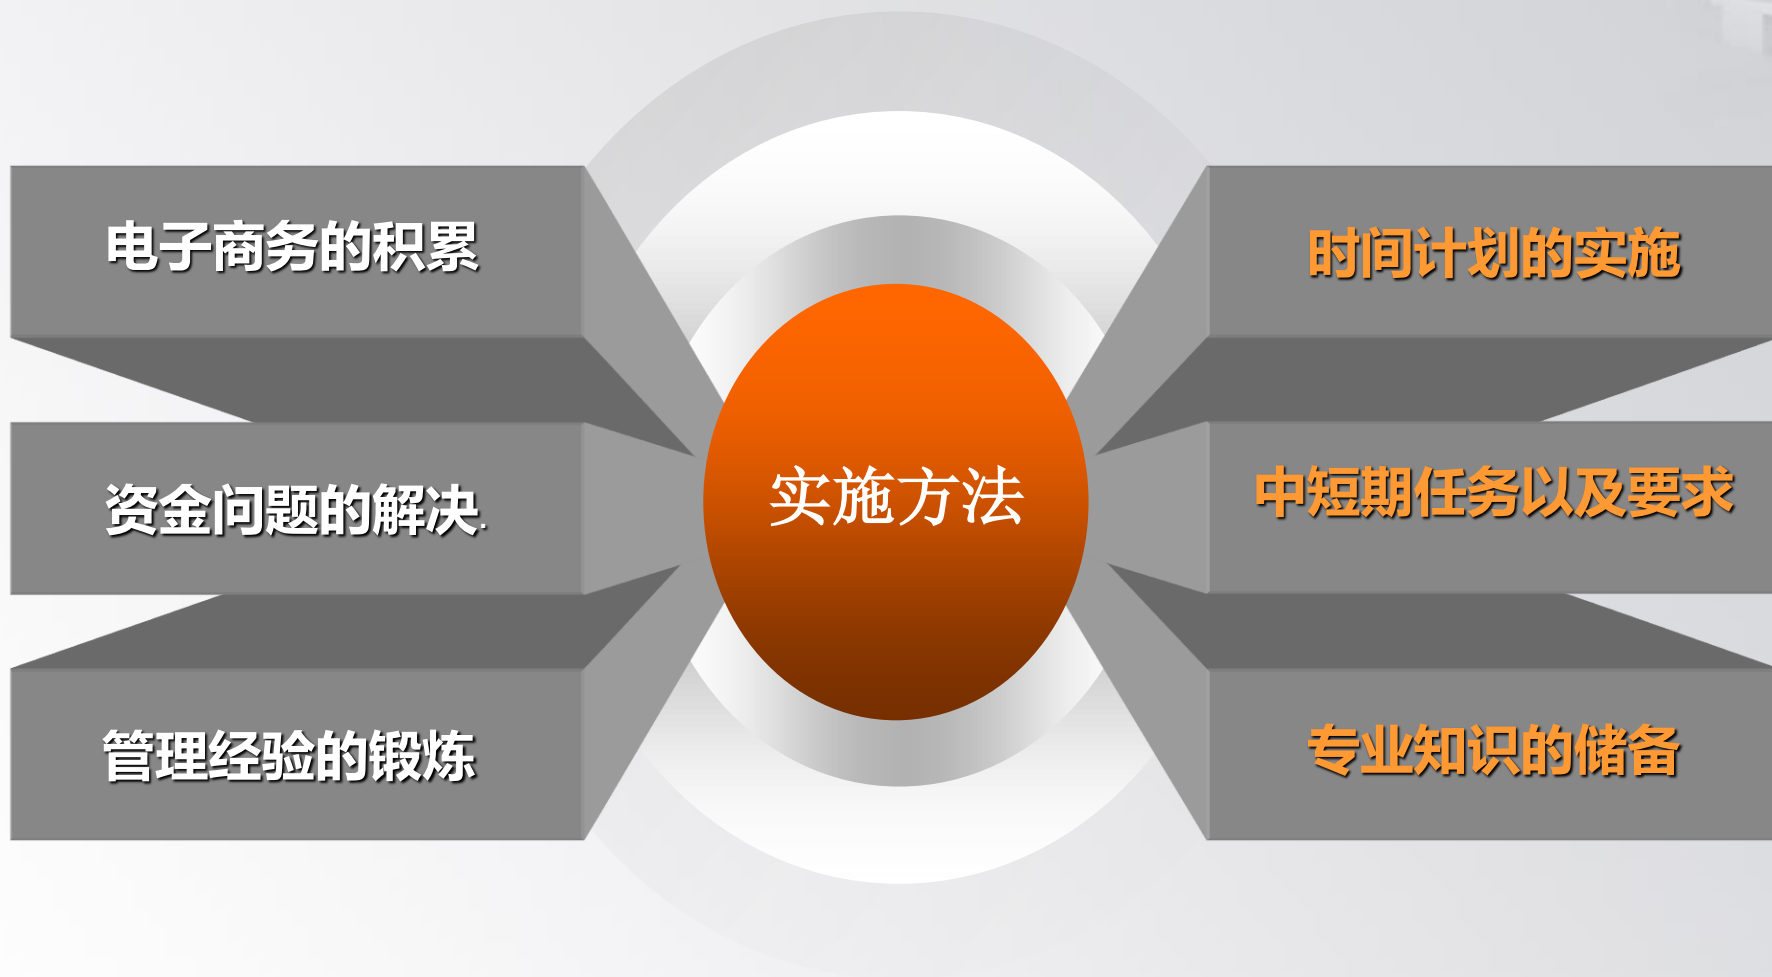 电子商务的积累
资金问题的解决.
管理经验的锻炼
实施方法
时间计划的实施
中短期任务以及要求
专业知识的储备